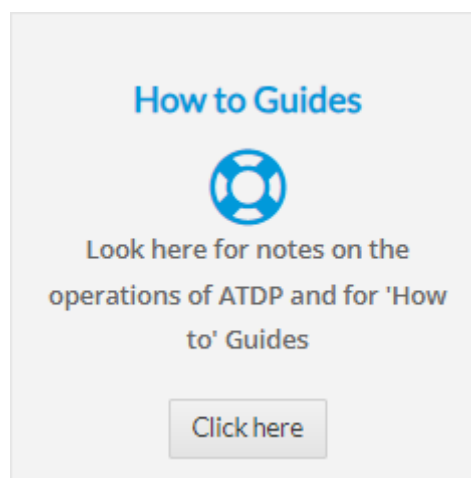 How to Guides
Look here for notes on the
operations of ATDP and for 'How
to' Guides
Click here